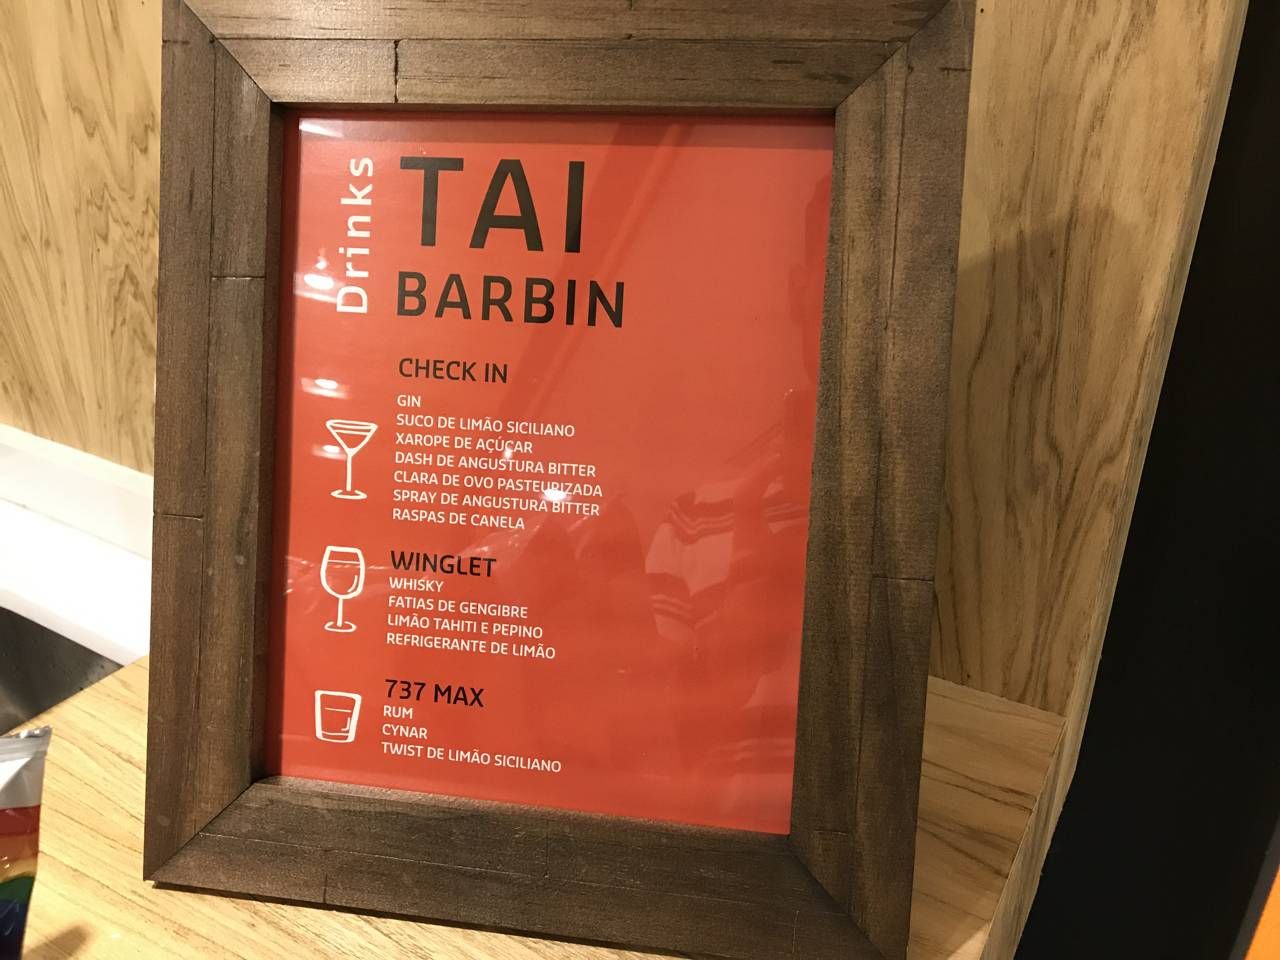 Drinks
TAI
BARBIN
CHECK IN
GIN
SUCO DE LIMÃO SICILIANO
XAROPE DE AÇÚCAR
DASH DE ANGUSTURA BITTER
CLARA DE OVO PASTEURIZADA
SPRAY DE ANGUSTURA BITTER
RASPAS DE CANELA
WINGLET
WHISKY
FATIAS DE GENGIBRE
LIMÃO TAHITI E PEPINO
REFRIGERANTE DE LIMÃO
737 MAX
RUM
CYNAR
TWIST DE LIMÃO SICILIANO